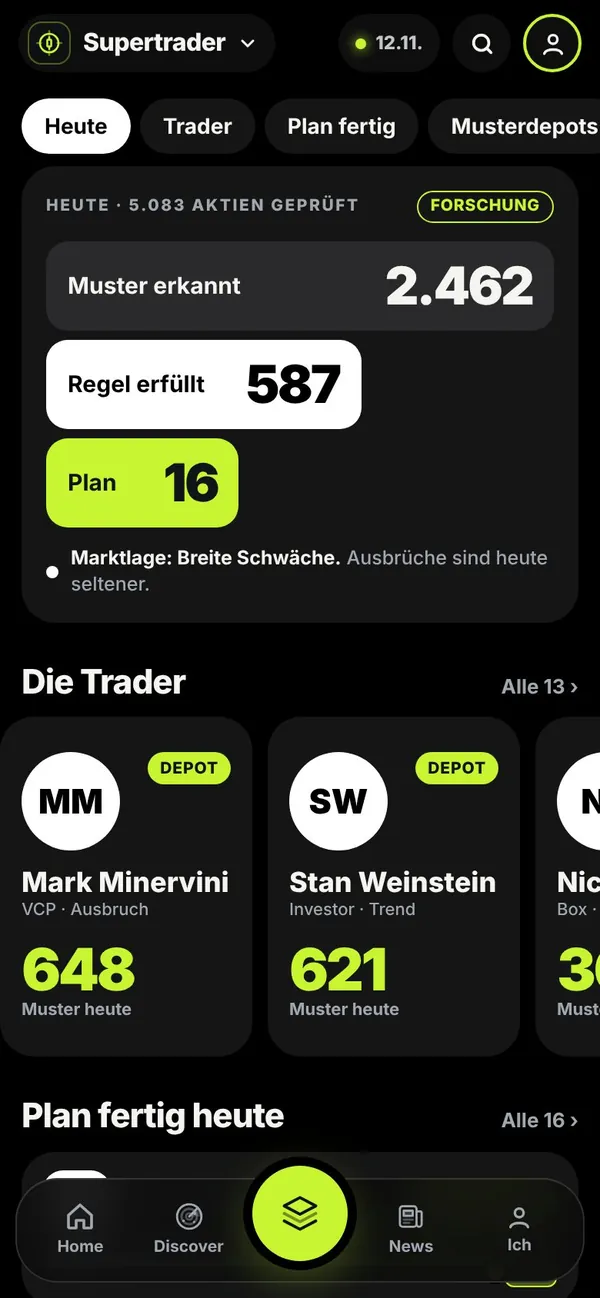 Supertrader
12.11.
Heute
Trader
Plan fertig
Musterdepots
HEUTE · 5.083 AKTIEN GEPRÜFT
FORSCHUNG
Muster erkannt
2.462
Regel erfüllt
587
Plan
16
Marktlage: Breite Schwäche. Ausbrüche sind heute
seltener.
Die Trader
Alle 13 ›
MM
DEPOT
Mark Minervini
VCP · Ausbruch
648
Muster heute
SW
DEPOT
Stan Weinstein
Investor · Trend
621
Muster heute
N
Nic
Box ·
Must
Plan fertig heute
Alle 16 ›
Home
Discover
News
Ich